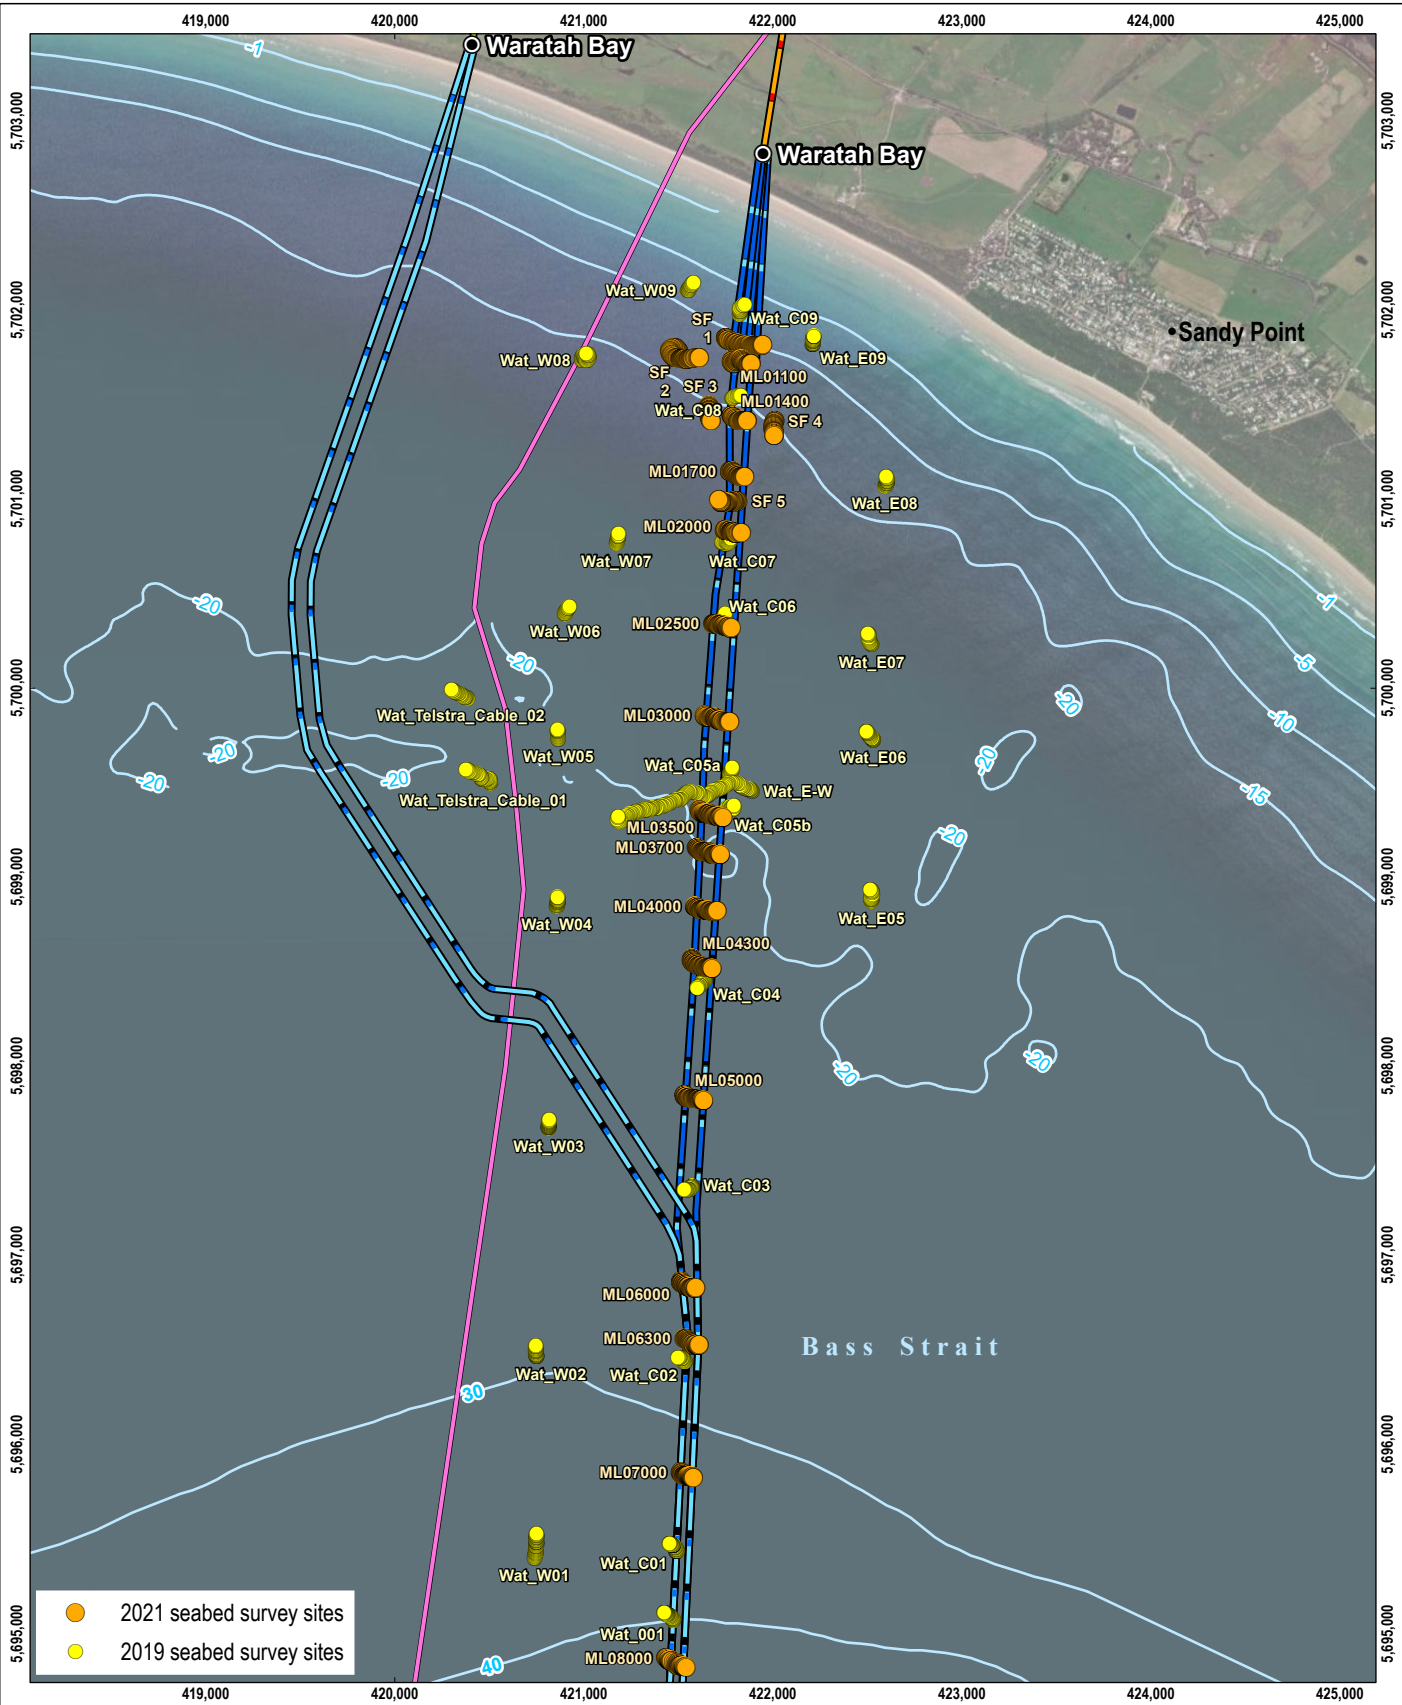 419,000
420,000
421,000
422,000
423,000
424,000
425,000
-1
Waratah Bay
5,703,000
5,703,000
Waratah Bay
Wat_W09
5,702,000
5,702,000
SF
1
Wat_C09
Sandy Point
Wat_W08
Wat_E09
SF
2
SF 3
ML01100
ML01400
Wat_C08
SF 4
ML01700
5,701,000
5,701,000
SF 5
Wat_E08
ML02000
Wat_W07
Wat_C07
-20
-1
Wat_C06
ML02500
Wat_W06
-20
Wat_E07
-5
5,700,000
5,700,000
-20
Wat_Telstra_Cable_02
ML03000
-10
-20
Wat_W05
Wat_E06
-20
-20
-20
Wat_C05a
Wat_Telstra_Cable_01
Wat_E-W
-15
ML03500
Wat_C05b
-20
ML03700
5,699,000
5,699,000
ML04000
Wat_W04
Wat_E05
ML04300
Wat_C04
5,698,000
5,698,000
-20
-20
ML05000
Wat_W03
Wat_C03
5,697,000
5,697,000
ML06000
ML06300
Bass Strait
Wat_W02
Wat_C02
30
5,696,000
5,696,000
ML07000
Wat_C01
Wat_W01
2021 seabed survey sites
5,695,000
5,695,000
Wat_001
2019 seabed survey sites
ML08000
40
419,000
420,000
421,000
422,000
423,000
424,000
425,000